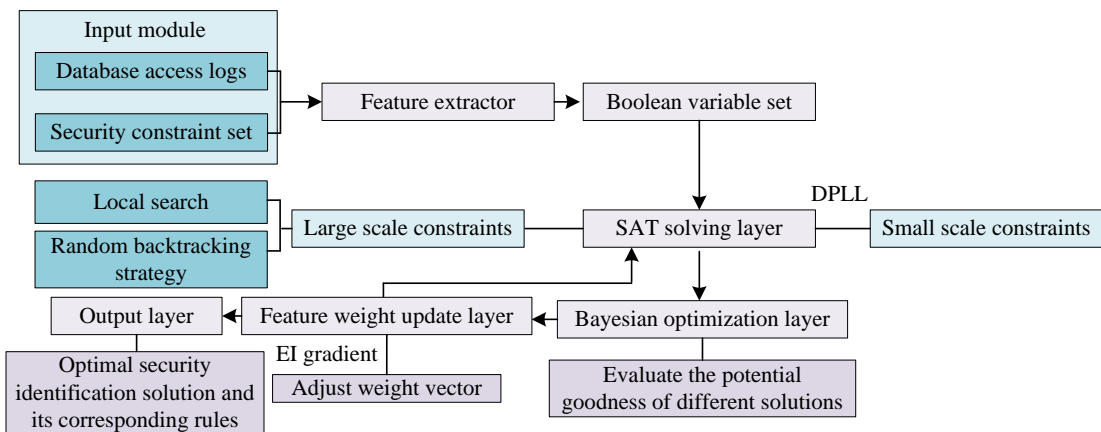 Input module
Database access logs
Security constraint set
Feature extractor
Boolean variable set
Local search
Random backtracking
strategy
Large scale constraints
SAT solving layer
DPLL
Small scale constraints
Output layer
Feature weight update layer
Bayesian optimization layer
Optimal security
identification solution and
its corresponding rules
EI gradient
Adjust weight vector
Evaluate the potential
goodness of different solutions